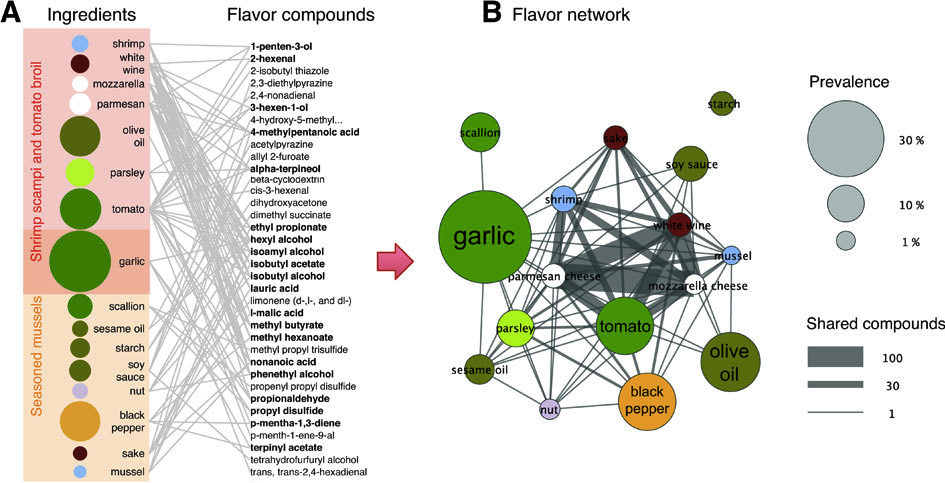 A
Ingredients
Flavor compounds
Shrimp scampi and tomato broil
Seasoned mussels
shrimp
white
wine
mozzarella
parmesan
olive
oil
parsley
tomato
garlic
scallion
sesame oil
starch
soy
sauce
nut
black
pepper
sake
mussel
1-penten-3-ol
2-hexenal
2-isobutyl thiazole
2,3-diethylpyrazine
2,4-nonadienal
3-hexen-1-ol
4-hydroxy-5-methyl...
4-methylpentanoic acid
acetylpyrazine
allyl 2-furoate
alpha-terpineol
beta-cyclodextrin
cis-3-hexenal
dihydroxyacetone
dimethyl succinate
ethyl propionate
hexyl alcohol
isoamyl alcohol
isobutyl acetate
isobutyl alcohol
lauric acid
limonene (d-,l-, and dl-)
l-malic acid
methyl butyrate
methyl hexanoate
methyl propyl trisulfide
nonanoic acid
phenethyl alcohol
propenyl propyl disulfide
propionaldehyde
propyl disulfide
p-mentha-1,3-diene
p-menth-1-ene-9-al
terpinyl acetate
tetrahydrofurfuryl alcohol
trans, trans-2,4-hexadienal
B
Flavor network
starch
scallion
sake
soy sauce
shrimp
garlic
white wine
mussel
parmesan cheese
mozzarella cheese
parsley
tomato
sesame oil
olive
oil
nut
black
pepper
Prevalence
30 %
10 %
1 %
Shared compounds
100
30
1